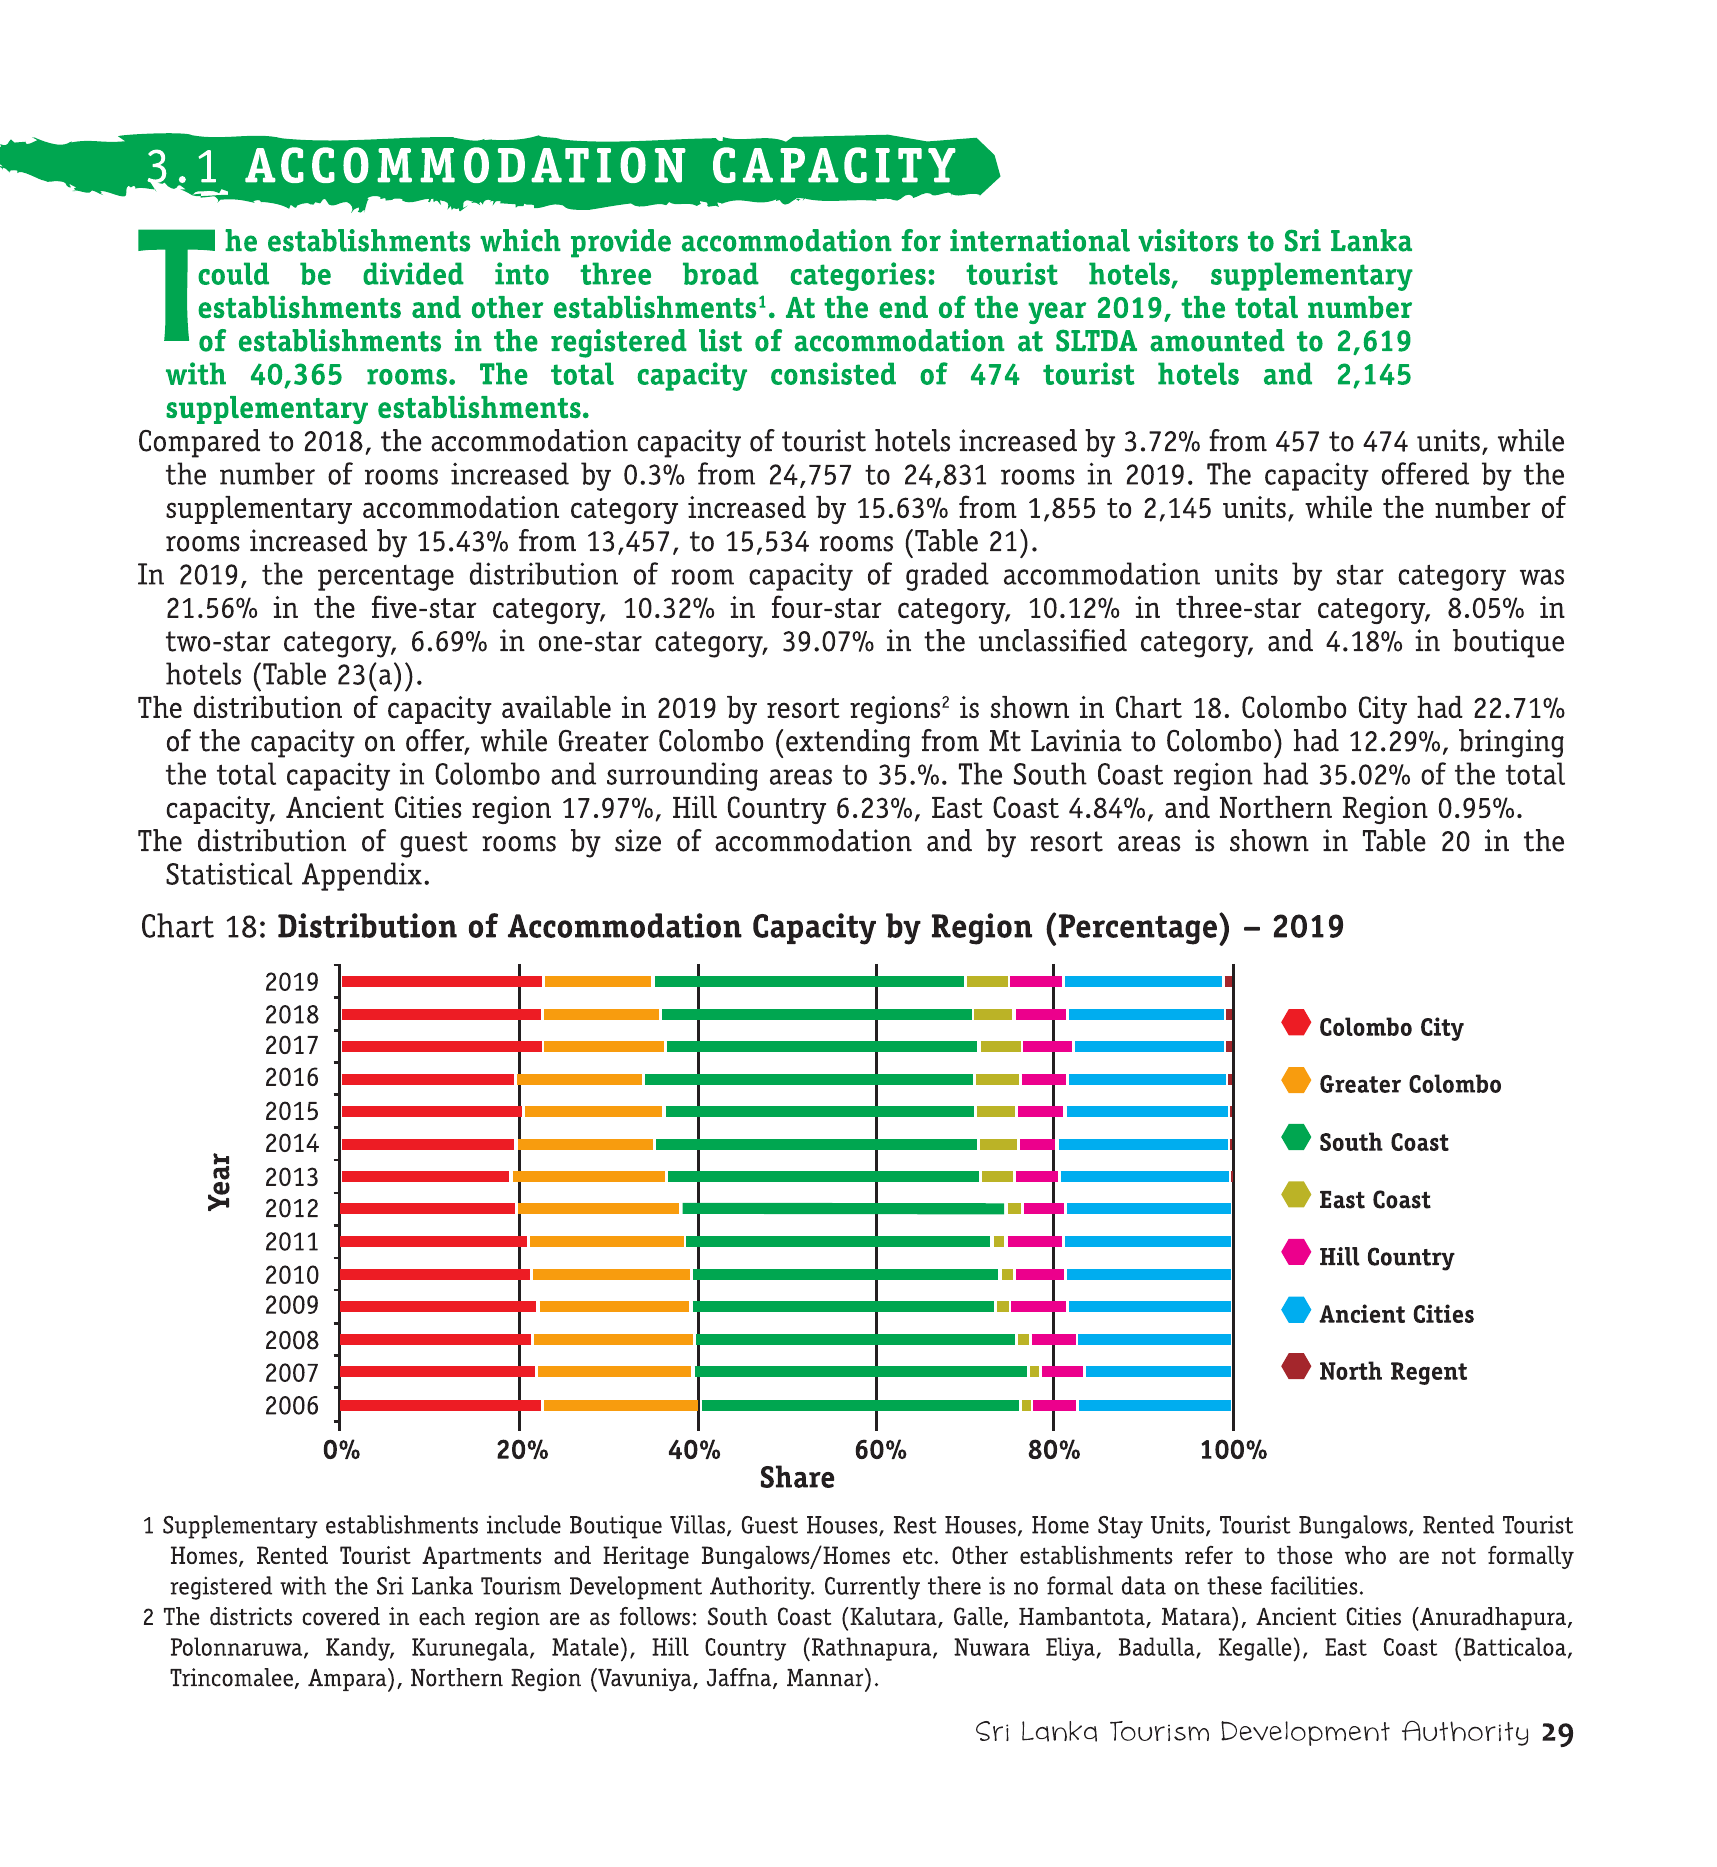 3.1 ACCOMMODATION CAPACITY
The establishments which provide accommodation for international visitors to Sri Lanka
could be divided into three broad categories: tourist hotels, supplementary
establishments and other establishments¹. At the end of the year 2019, the total number
of establishments in the registered list of accommodation at SLTDA amounted to 2,619
with 40,365 rooms. The total capacity consisted of 474 tourist hotels and 2,145
supplementary establishments.
Compared to 2018, the accommodation capacity of tourist hotels increased by 3.72% from 457 to 474 units, while
the number of rooms increased by 0.3% from 24,757 to 24,831 rooms in 2019. The capacity offered by the
supplementary accommodation category increased by 15.63% from 1,855 to 2,145 units, while the number of
rooms increased by 15.43% from 13,457, to 15,534 rooms (Table 21).
In 2019, the percentage distribution of room capacity of graded accommodation units by star category was
21.56% in the five-star category, 10.32% in four-star category, 10.12% in three-star category, 8.05% in
two-star category, 6.69% in one-star category, 39.07% in the unclassified category, and 4.18% in boutique
hotels (Table 23(a)).
The distribution of capacity available in 2019 by resort regions² is shown in Chart 18. Colombo City had 22.71%
of the capacity on offer, while Greater Colombo (extending from Mt Lavinia to Colombo) had 12.29%, bringing
the total capacity in Colombo and surrounding areas to 35.%. The South Coast region had 35.02% of the total
capacity, Ancient Cities region 17.97%, Hill Country 6.23%, East Coast 4.84%, and Northern Region 0.95%.
The distribution of guest rooms by size of accommodation and by resort areas is shown in Table 20 in the
Statistical Appendix.
Chart 18: Distribution of Accommodation Capacity by Region (Percentage) – 2019
Year
2019
2018
2017
2016
2015
2014
2013
2012
2011
2010
2009
2008
2007
2006
0% 20% 40% 60% 80% 100%
Share
Colombo City
Greater Colombo
South Coast
East Coast
Hill Country
Ancient Cities
North Regent
1 Supplementary establishments include Boutique Villas, Guest Houses, Rest Houses, Home Stay Units, Tourist Bungalows, Rented Tourist
Homes, Rented Tourist Apartments and Heritage Bungalows/Homes etc. Other establishments refer to those who are not formally
registered with the Sri Lanka Tourism Development Authority. Currently there is no formal data on these facilities.
2 The districts covered in each region are as follows: South Coast (Kalutara, Galle, Hambantota, Matara), Ancient Cities (Anuradhapura,
Polonnaruwa, Kandy, Kurunegala, Matale), Hill Country (Rathnapura, Nuwara Eliya, Badulla, Kegalle), East Coast (Batticaloa,
Trincomalee, Ampara), Northern Region (Vavuniya, Jaffna, Mannar).
Sri Lanka Tourism Development Authority 29